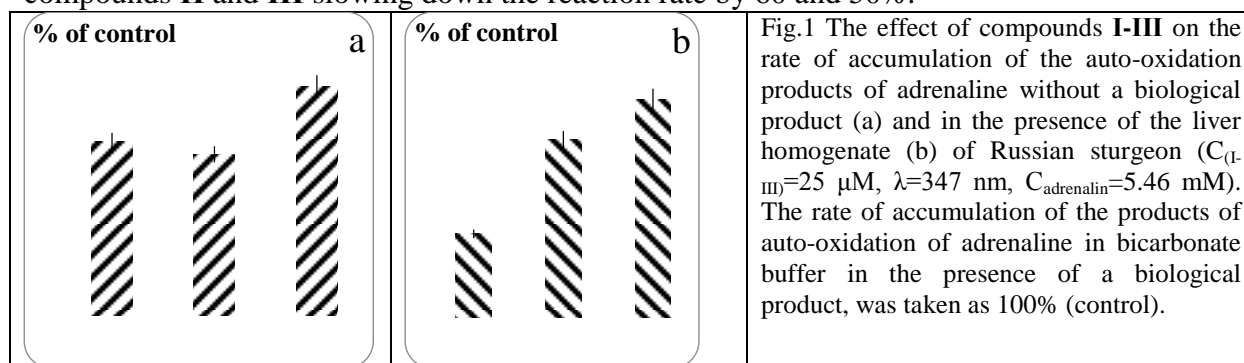 compounds II and III slowing down the reaction rate by and
% of control a
% of control b
Fig.1 The effect of compounds I-III on the
rate of accumulation of the auto-oxidation
products of adrenaline without a biological
product (a) and in the presence of the liver
homogenate (b) of Russian sturgeon (C(I-
III)=25 μM, λ=347 nm, Cadrenalin=5.46 mM).
The rate of accumulation of the products of
auto-oxidation of adrenaline in bicarbonate
buffer in the presence of a biological
product, was taken as 100% (control).